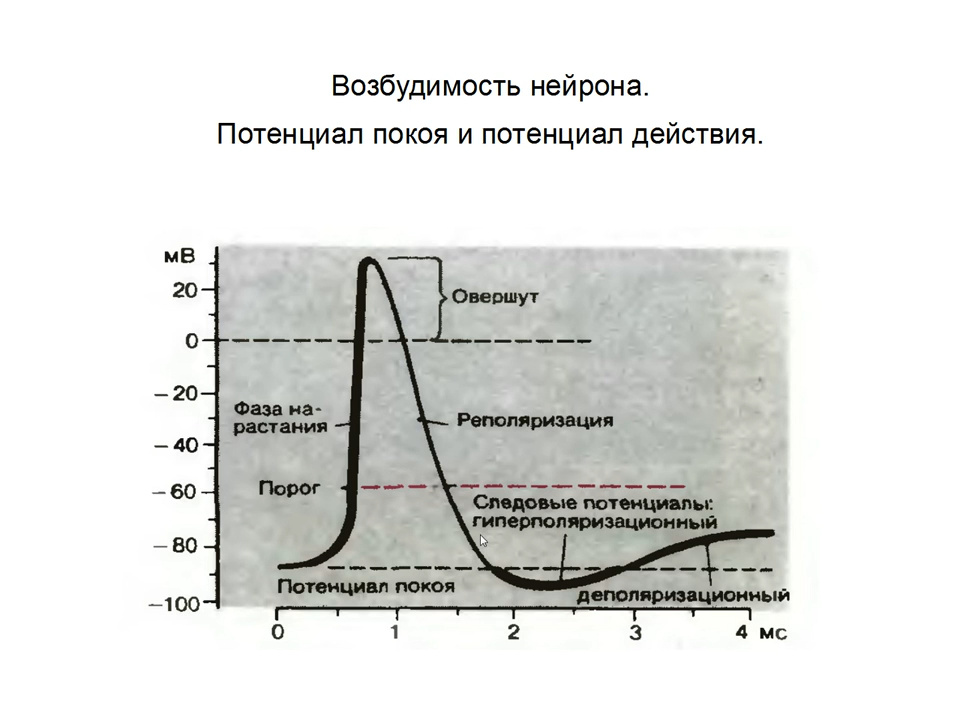 Возбудимость нейрона.
Потенциал покоя и потенциал действия.
мВ
20
0
−20
−40
−60
−80
−100
Овершут
Фаза на-
растания
Реполяризация
Порог
Следовые потенциалы:
гиперполяризационный
Потенциал покоя
деполяризационный
0 1 2 3 4 мс